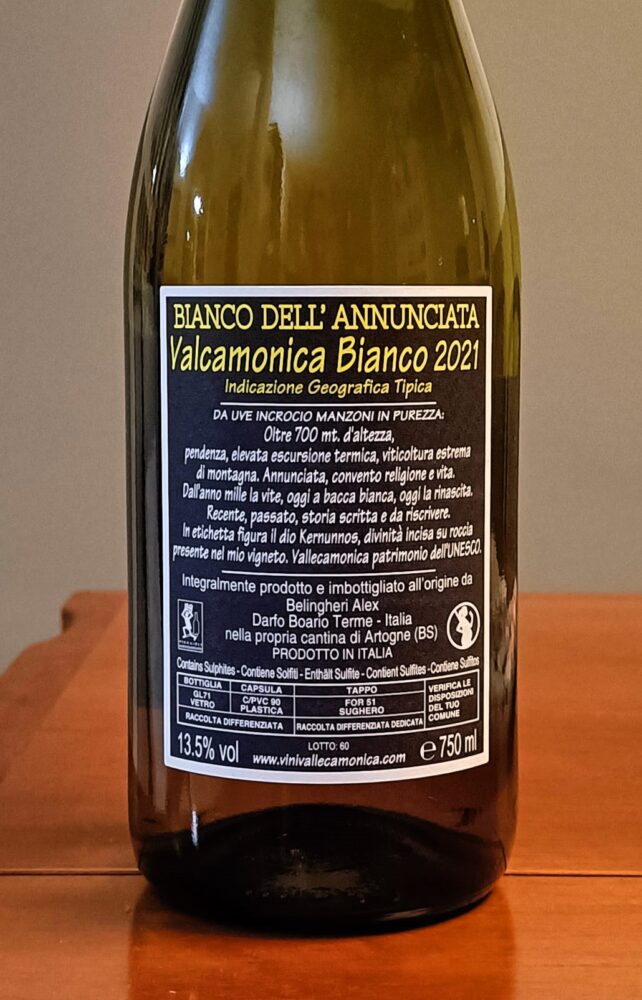 BIANCO DELL' ANNUNCIATA
Valcamonica Bianco 2021
Indicazione Geografica Tipica
DA UVE INCROCIO MANZONI IN PUREZZA:
Oltre 700 mt. d'altezza,
pendenza, elevata escursione termica, viticoltura estrema
di montagna. Annunciata, convento religione e vita.
Dall'anno mille la vite, oggi a bacca bianca, oggi la rinascita.
Recente, passato, storia scritta e da riscrivere.
In etichetta figura il dio Kernunnos, divinità incisa su roccia
presente nel mio vigneto. Vallecamonica patrimonio dell'UNESCO.
Integralmente prodotto e imbottigliato all'origine da
Belingheri Alex
Darfo Boario Terme - Italia
nella propria cantina di Artogne (BS)
PRODOTTO IN ITALIA
Contains Sulphites - Contiene Solfiti - Enthält Sulfite - Contient Sulfites - Contiene Sulfitos
BOTTIGLIA CAPSULA TAPPO
GL71 C/PVC 90 FOR 51
VETRO PLASTICA SUGHERO
RACCOLTA DIFFERENZIATA RACCOLTA DIFFERENZIATA DEDICATA
VERIFICA LE
DISPOSIZIONI
DEL TUO
COMUNE
13.5% vol LOTTO: 60 e 750 ml
www.vinivallecamonica.com